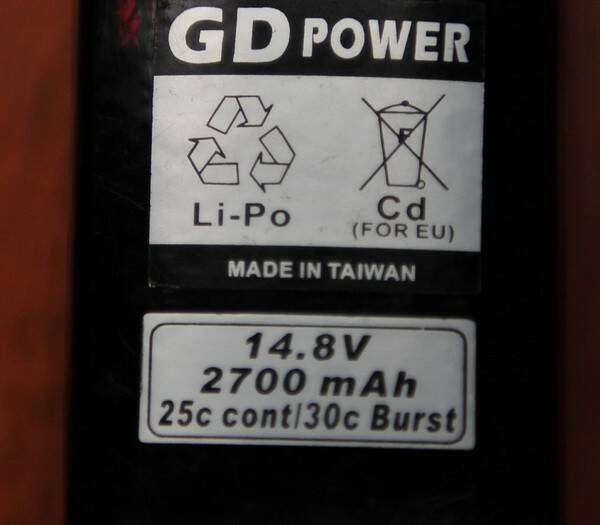 GD POWER
Li-Po
Cd
(FOR EU)
MADE IN TAIWAN
14.8V
2700 mAh
25c cont/30c Burst